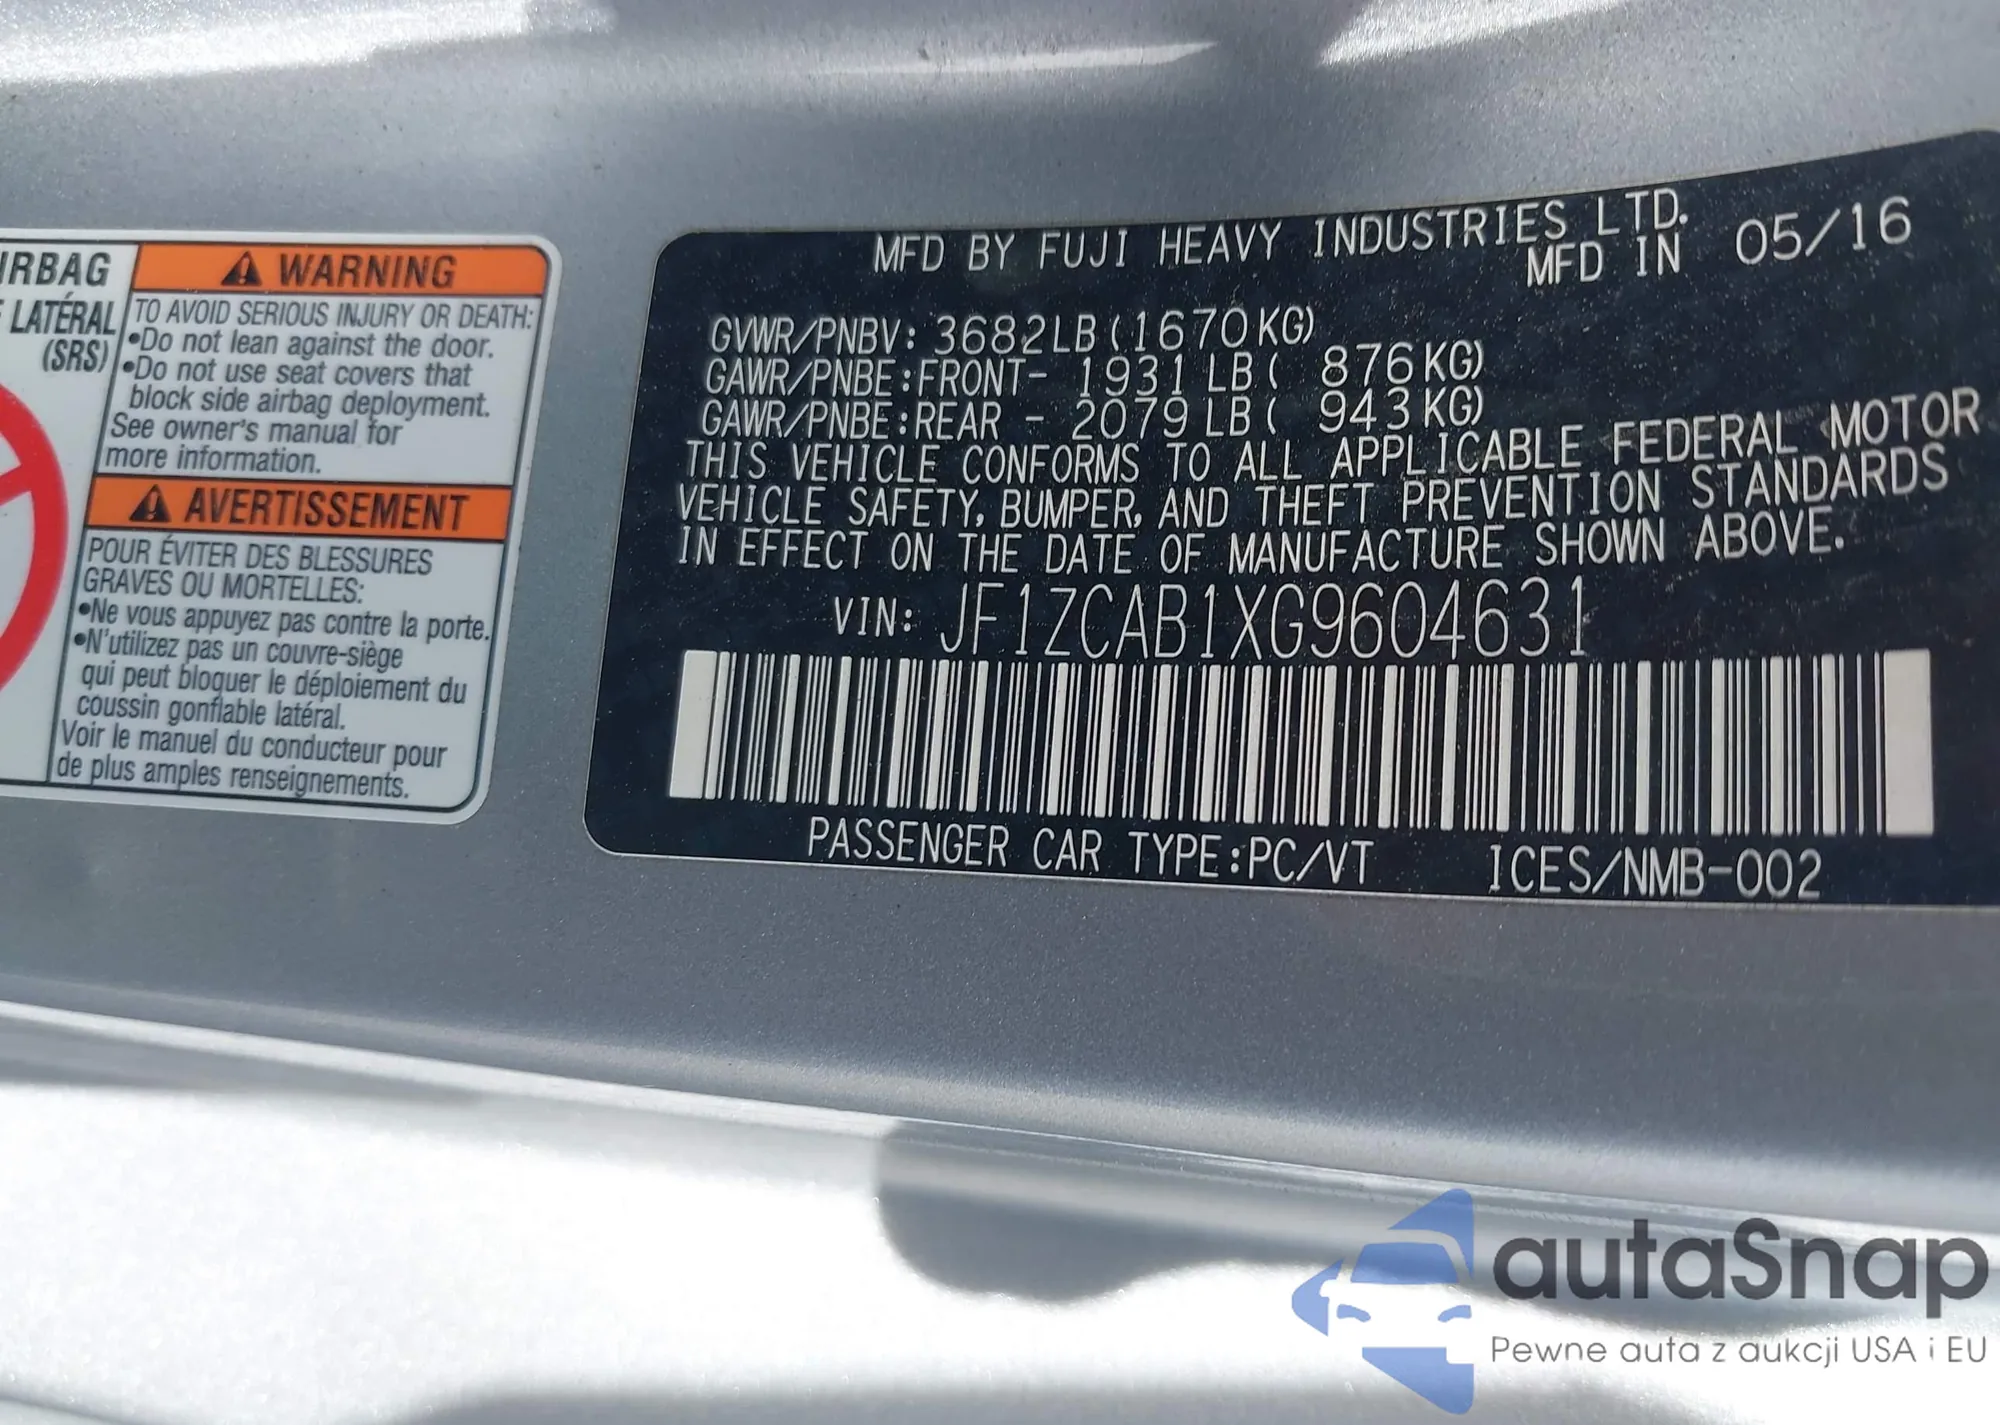 IRBAG
LATÉRAL
(SRS)
WARNING
TO AVOID SERIOUS INJURY OR DEATH:
•Do not lean against the door.
•Do not use seat covers that
block side airbag deployment.
See owner's manual for
more information.
AVERTISSEMENT
POUR ÉVITER DES BLESSURES
GRAVES OU MORTELLES:
•Ne vous appuyez pas contre la porte.
•N'utilizez pas un couvre-siège
qui peut bloquer le déploiement du
coussin gonflable latéral.
Voir le manuel du conducteur pour
de plus amples renseignements.
MFD BY FUJI HEAVY INDUSTRIES LTD.
MFD IN 05/16
GVWR/PNBV: 3682LB(1670KG)
GAWR/PNBE:FRONT- 1931LB( 876KG)
GAWR/PNBE:REAR - 2079LB( 943KG)
THIS VEHICLE CONFORMS TO ALL APPLICABLE FEDERAL MOTOR
VEHICLE SAFETY, BUMPER, AND THEFT PREVENTION STANDARDS
IN EFFECT ON THE DATE OF MANUFACTURE SHOWN ABOVE.
VIN: JF1ZCAB1XG9604631
PASSENGER CAR TYPE:PC/VT ICES/NMB-002
autaSnap
Pewne auta z aukcji USA i EU